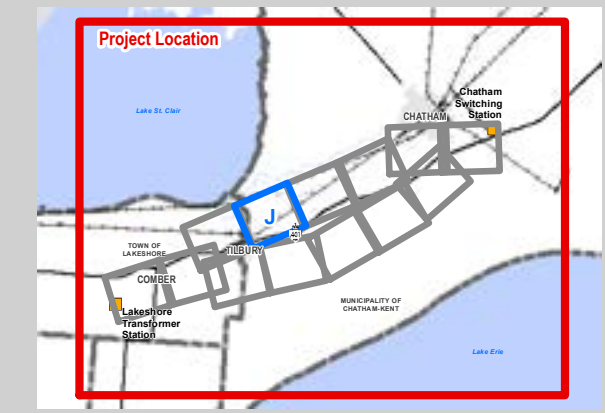 Project Location
Lake St. Clair
Chatham
Switching
Station
CHATHAM
J
401
TOWN OF
LAKESHORE
TILBURY
COMBER
MUNICIPALITY OF
CHATHAM-KENT
Lakeshore
Transformer
Station
Lake Erie